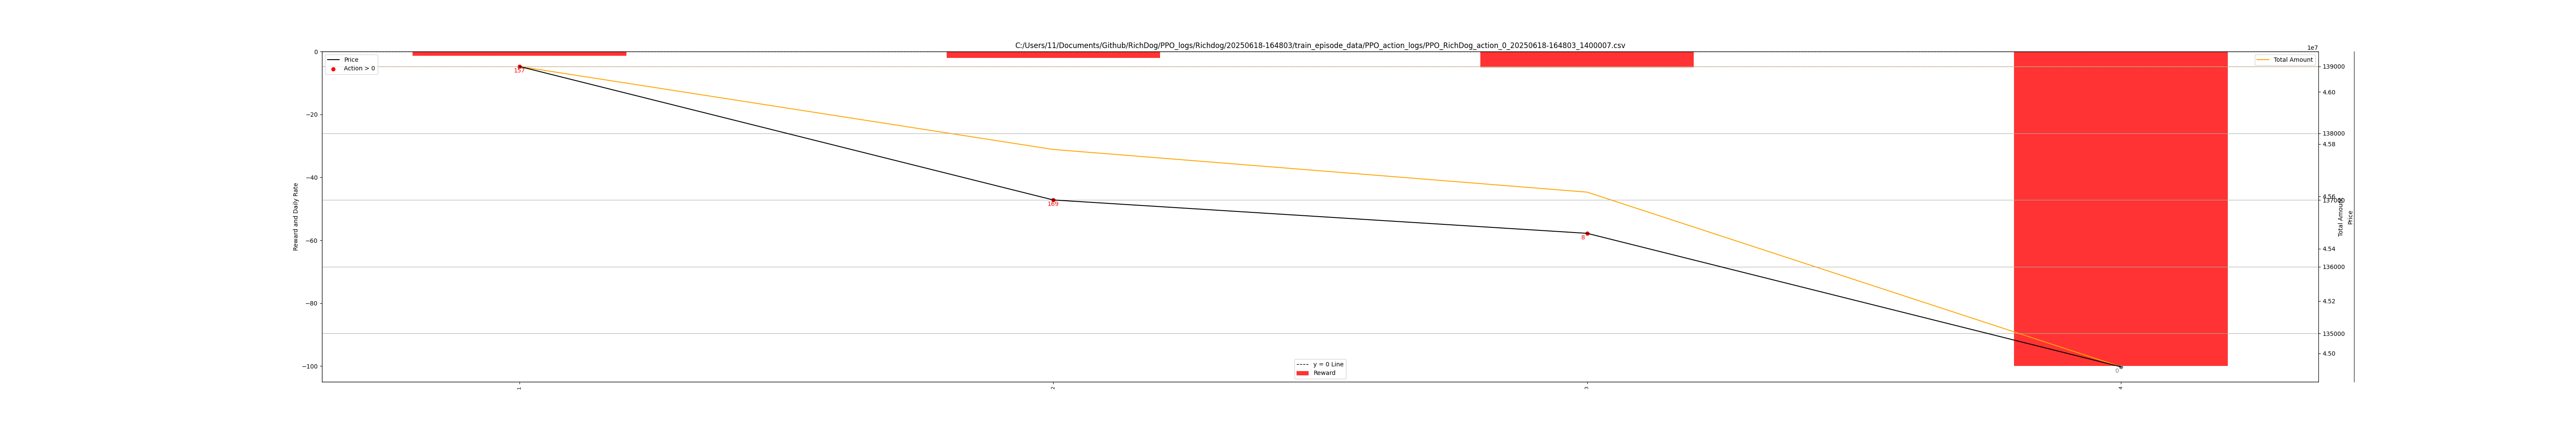 C:/Users/11/Documents/Github/RichDog/PPO_logs/Richdog/20250618-164803/train_episode_data/PPO_action_logs/PPO_RichDog_action_0_20250618-164803_1400007.csv
1e7
Price
Action > 0
Total Amount
0
−20
−40
−60
−80
−100
Reward and Daily Rate
157
169
8
0
139000
138000
137000
136000
135000
4.60
4.58
4.56
4.54
4.52
4.50
Total Amount
Price
y = 0 Line
Reward
1
2
3
4